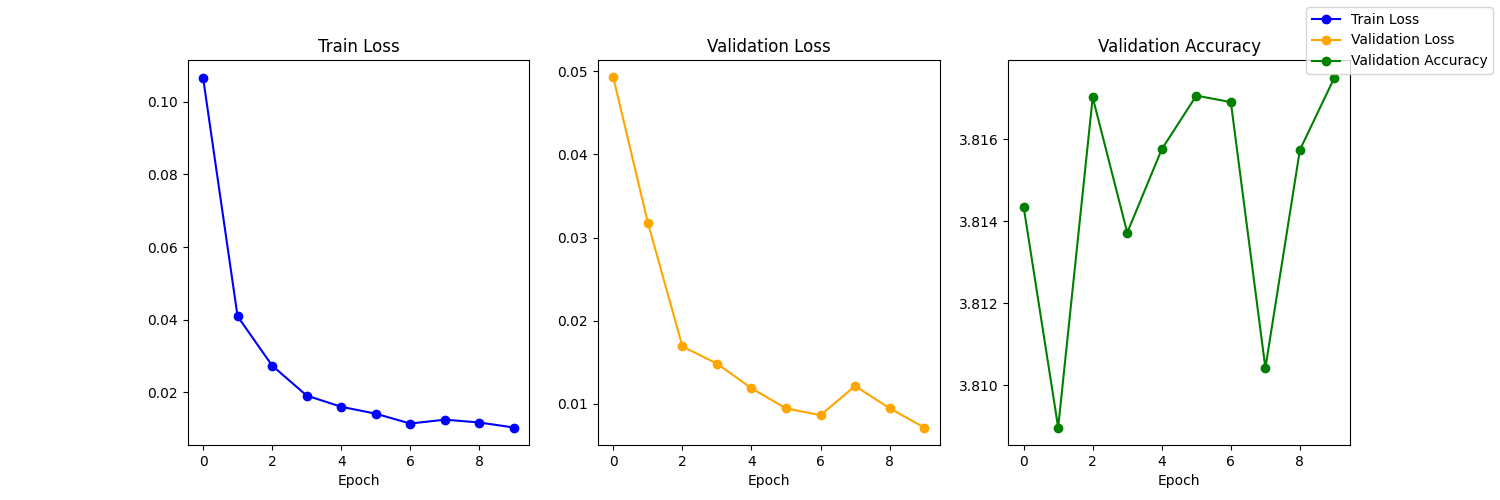 Train Loss
Validation Loss
Validation Accuracy
Train Loss
Validation Loss
Validation Accuracy
0.10
0.08
0.06
0.04
0.02
0 2 4 6 8
Epoch
0.05
0.04
0.03
0.02
0.01
0 2 4 6 8
Epoch
3.816
3.814
3.812
3.810
0 2 4 6 8
Epoch